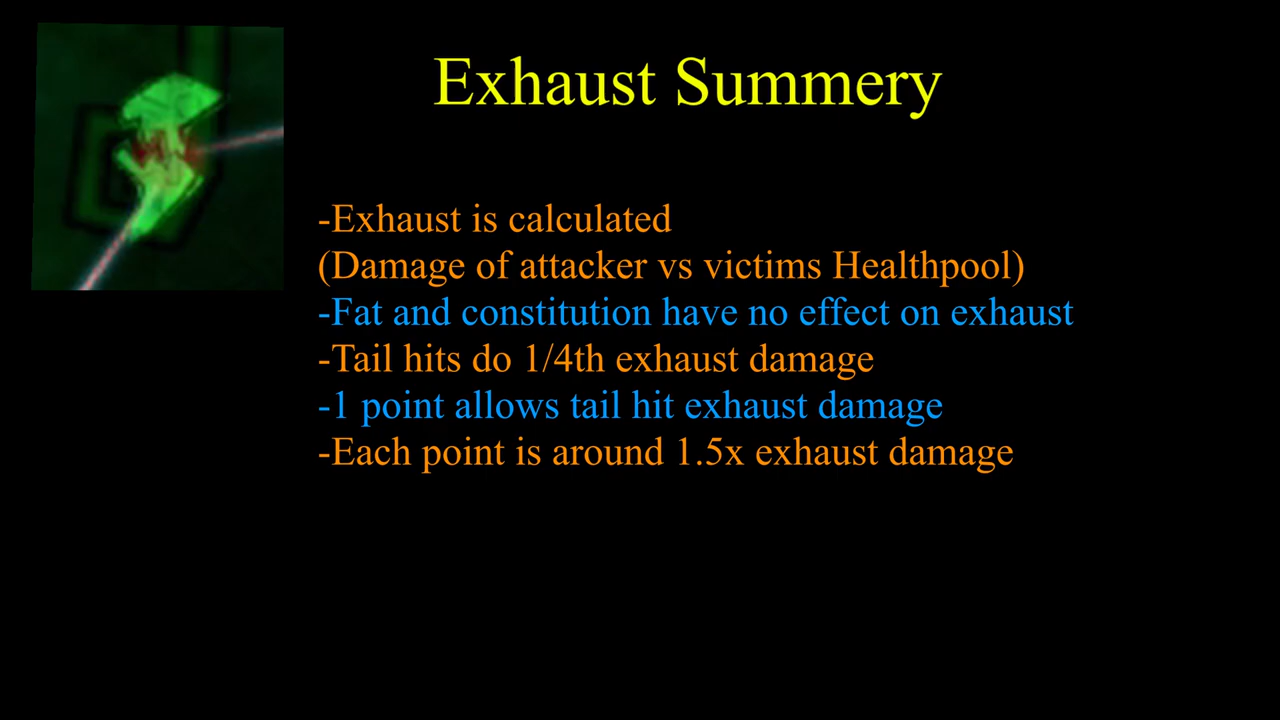 Exhaust Summery
-Exhaust is calculated
(Damage of attacker vs victims Healthpool)
-Fat and constitution have no effect on exhaust
-Tail hits do 1/4th exhaust damage
-1 point allows tail hit exhaust damage
-Each point is around 1.5x exhaust damage